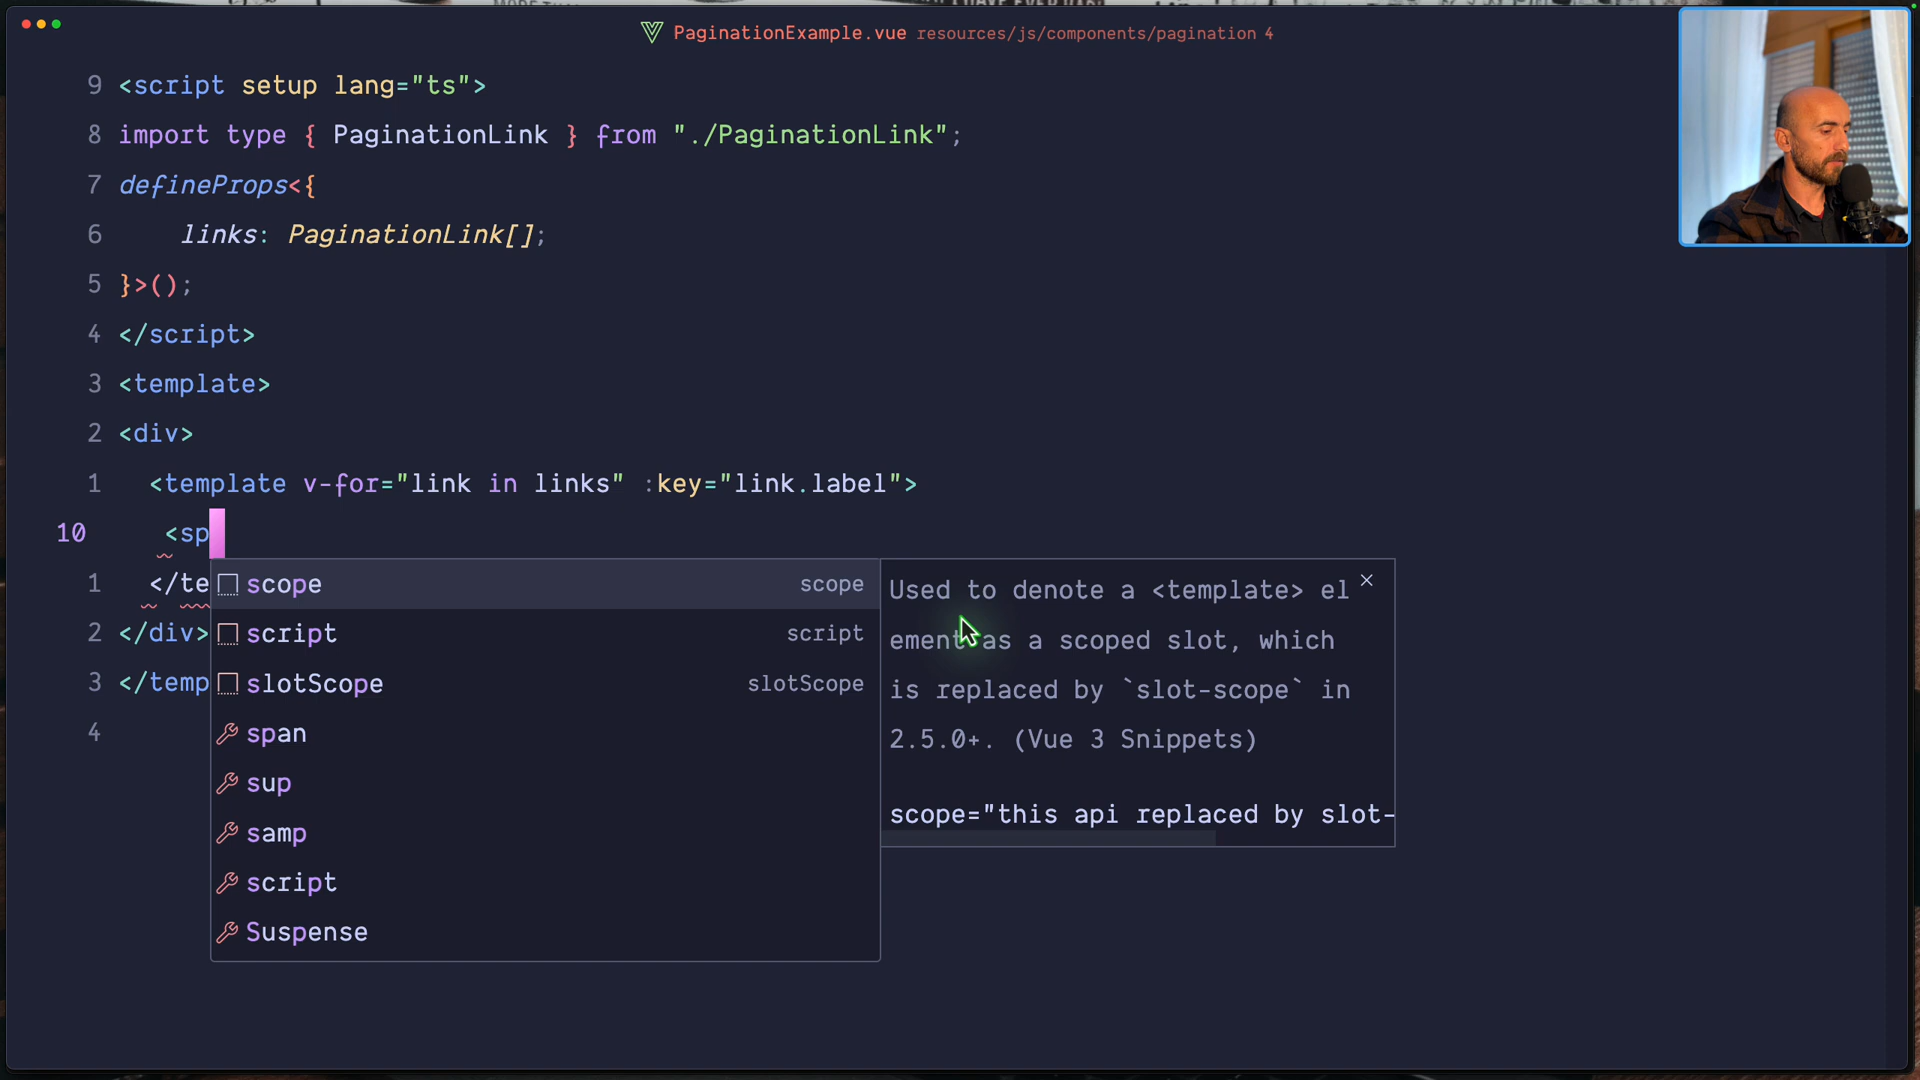 PaginationExample.vue resources/js/components/pagination 4
9 <script setup lang="ts">
8 import type { PaginationLink } from "./PaginationLink";
7 defineProps<{
6 links: PaginationLink[];
5 }>();
4 </script>
3 <template>
2 <div>
1 <template v-for="link in links" :key="link.label">
10 <sp
1 </te
2 </div>
3 </temp
4
scope scope
script script
slotScope slotScope
span
sup
samp
script
Suspense
Used to denote a <template> el
ement as a scoped slot, which
is replaced by `slot-scope` in
2.5.0+. (Vue 3 Snippets)
scope="this api replaced by slot-